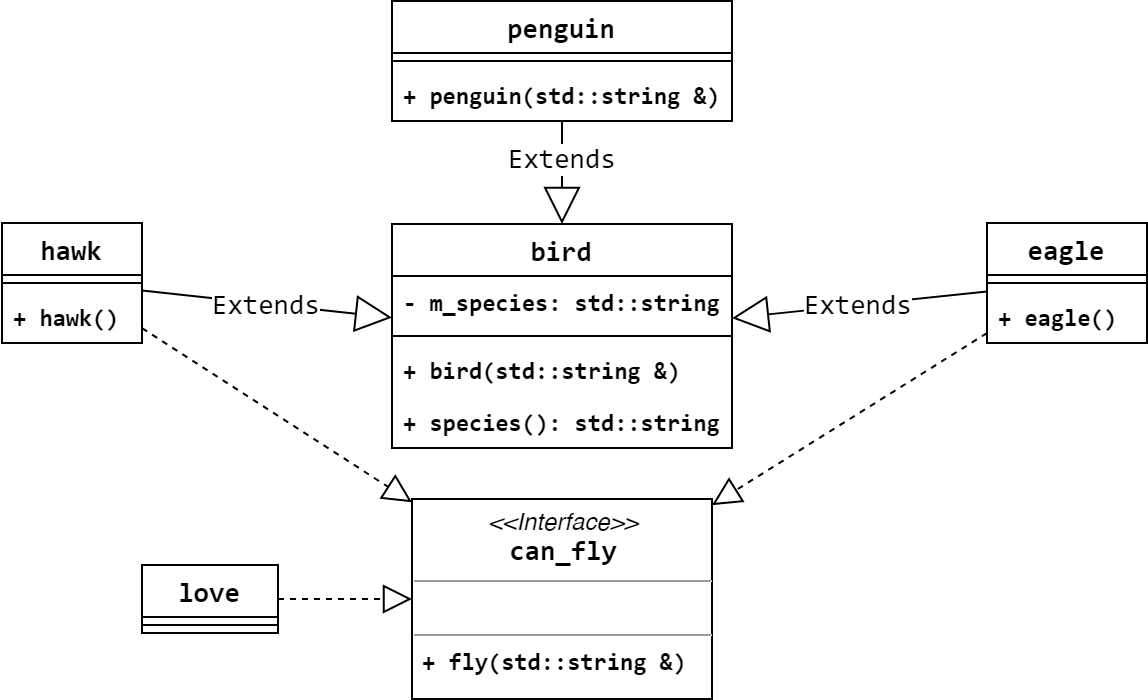 penguin
+ penguin(std::string &)
Extends
hawk
+ hawk()
Extends
bird
- m_species: std::string
+ bird(std::string &)
+ species(): std::string
Extends
eagle
+ eagle()
<<Interface>>
can_fly
+ fly(std::string &)
love